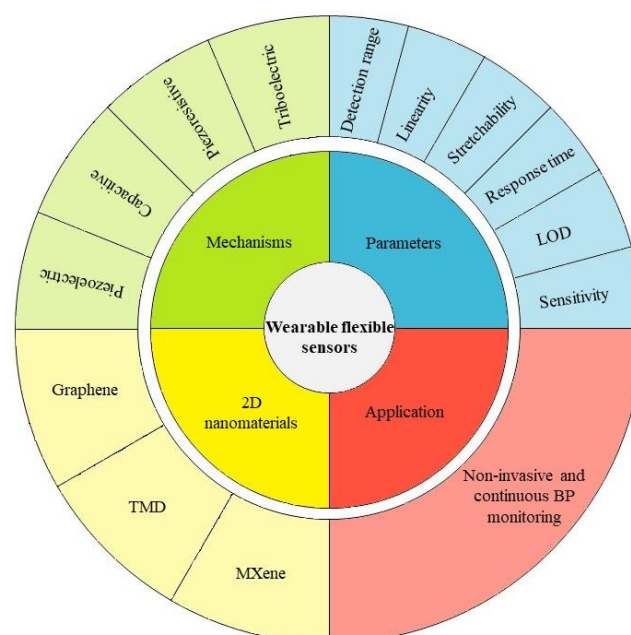 Piezoelectric
Capacitive
Piezoresistive
Triboelectric
Detection range
Linearity
Stretchability
Response time
LOD
Sensitivity
Mechanisms
Parameters
Wearable flexible
sensors
2D
nanomaterials
Application
Graphene
TMD
MXene
Non-invasive and
continuous BP
monitoring